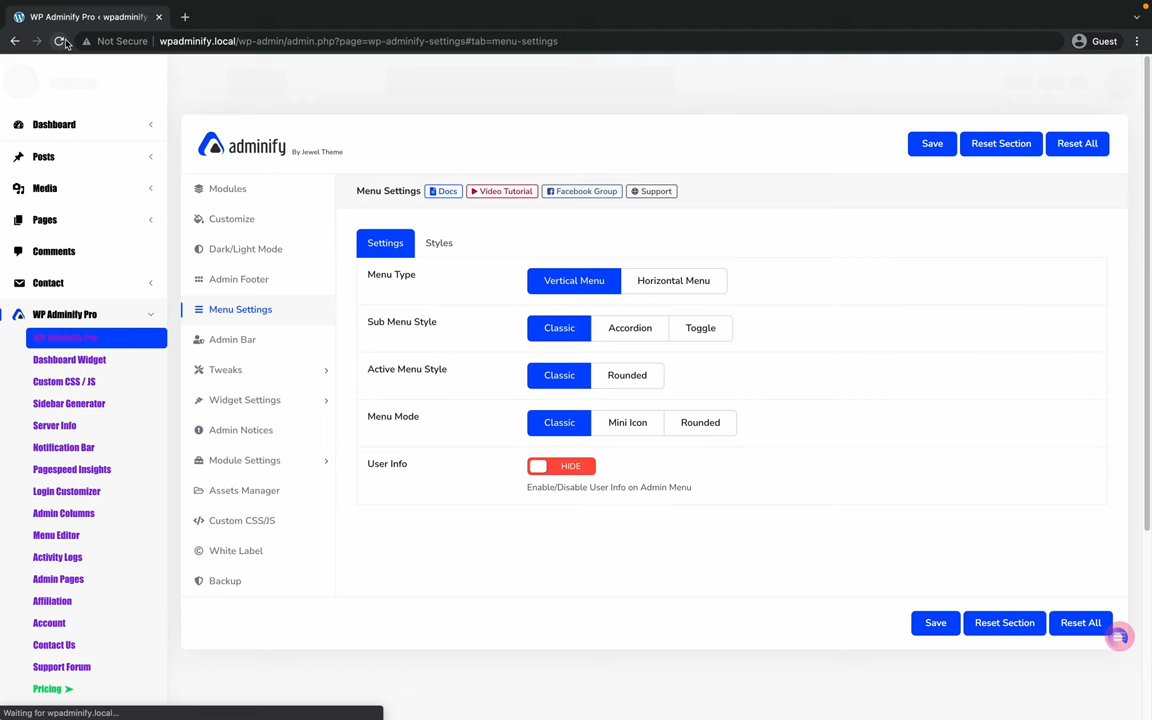 WP Adminify Pro ‹ wpadminify
Not Secure wpadminify.local/wp-admin/admin.php?page=wp-adminify-settings#tab=menu-settings Guest
Dashboard
Posts
Media
Pages
Comments
Contact
WP Adminify Pro
WP Adminify Pro
Dashboard Widget
Custom CSS / JS
Sidebar Generator
Server Info
Notification Bar
Pagespeed Insights
Login Customizer
Admin Columns
Menu Editor
Activity Logs
Admin Pages
Affiliation
Account
Contact Us
Support Forum
Pricing ➤
adminify By Jewel Theme
Save Reset Section Reset All
Modules
Customize
Dark/Light Mode
Admin Footer
Menu Settings
Admin Bar
Tweaks
Widget Settings
Admin Notices
Module Settings
Assets Manager
Custom CSS/JS
White Label
Backup
Menu Settings Docs Video Tutorial Facebook Group Support
Settings Styles
Menu Type Vertical Menu Horizontal Menu
Sub Menu Style Classic Accordion Toggle
Active Menu Style Classic Rounded
Menu Mode Classic Mini Icon Rounded
User Info HIDE
Enable/Disable User Info on Admin Menu
Save Reset Section Reset All
Waiting for wpadminify.local...